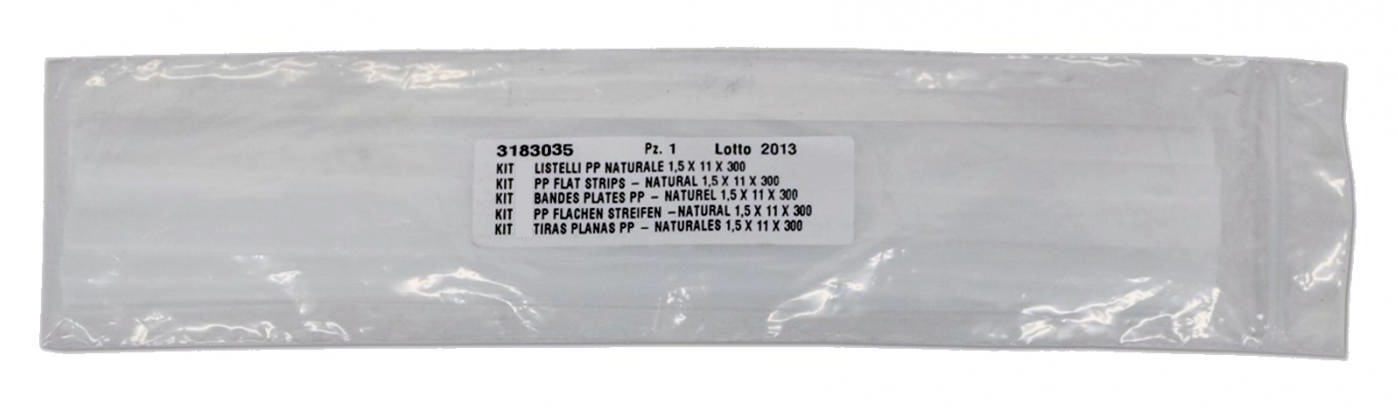 3183035 Pz. 1 Lotto 2013
KIT LISTELLI PP NATURALE 1,5 X 11 X 300
KIT PP FLAT STRIPS – NATURAL 1,5 X 11 X 300
KIT BANDES PLATES PP – NATUREL 1,5 X 11 X 300
KIT PP FLACHEN STREIFEN –NATURAL 1,5 X 11 X 300
KIT TIRAS PLANAS PP – NATURALES 1,5 X 11 X 300